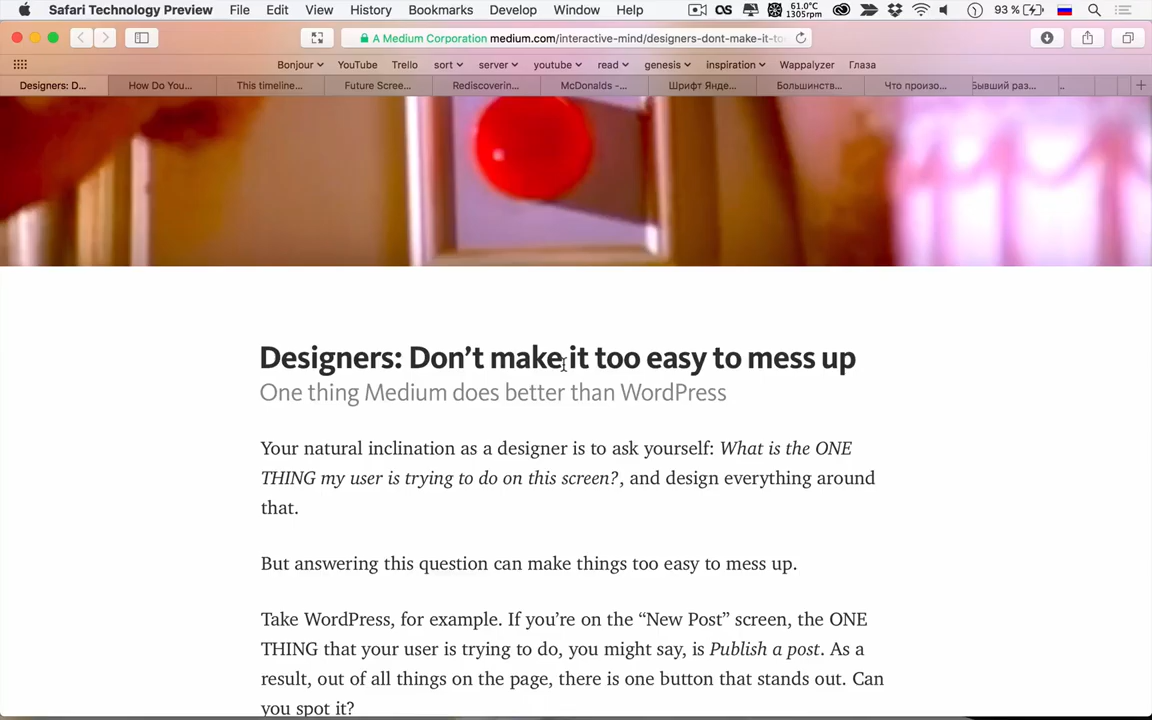 Safari Technology Preview File Edit View History Bookmarks Develop Window Help OS 61.0°C 1305rpm 93 %
A Medium Corporation medium.com/interactive-mind/designers-dont-make-it-to
Bonjour YouTube Trello sort server youtube read genesis inspiration Wappalyzer Глаза
Designers: D... How Do You... This timeline... Future Scree... Rediscoverin... McDonalds -... Шрифт Янде... Большинств... Что произо... Бывший раз...
Designers: Don’t make it too easy to mess up
One thing Medium does better than WordPress
Your natural inclination as a designer is to ask yourself: What is the ONE
THING my user is trying to do on this screen?, and design everything around
that.
But answering this question can make things too easy to mess up.
Take WordPress, for example. If you’re on the “New Post” screen, the ONE
THING that your user is trying to do, you might say, is Publish a post. As a
result, out of all things on the page, there is one button that stands out. Can
you spot it?